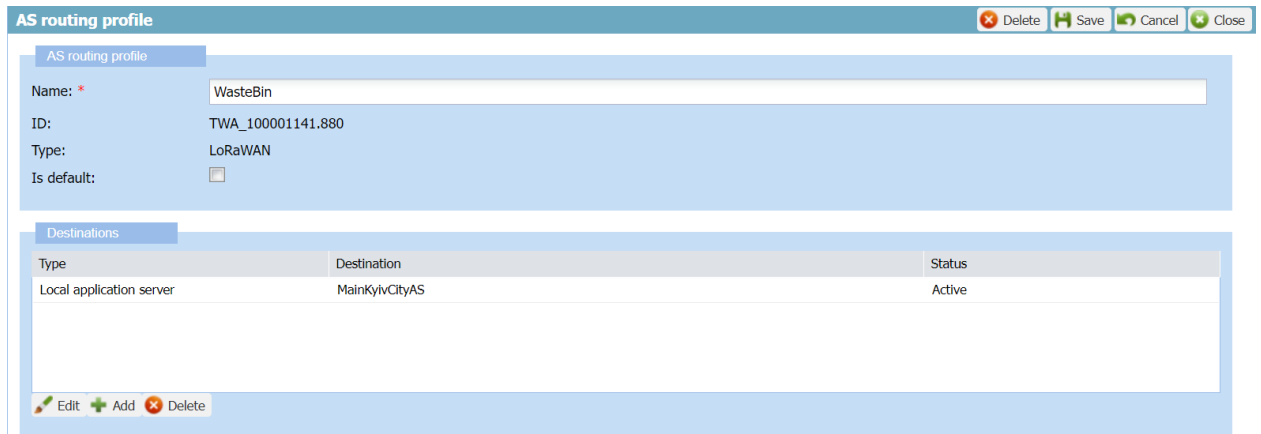 AS routing profile Delete Save Cancel Close
AS routing profile
Name: * WasteBin
ID: TWA_100001141.880
Type: LoRaWAN
Is default:
Destinations
Type Destination Status
Local application server MainKyivCityAS Active
Edit Add Delete